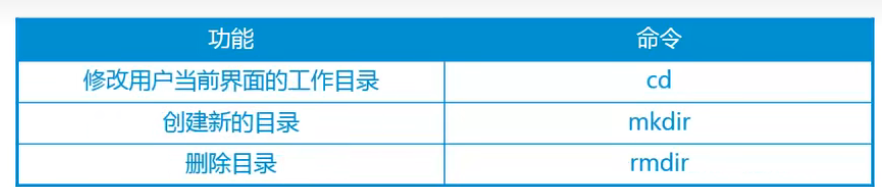 功能 命令
修改用户当前界面的工作目录 cd
创建新的目录 mkdir
删除目录 rmdir